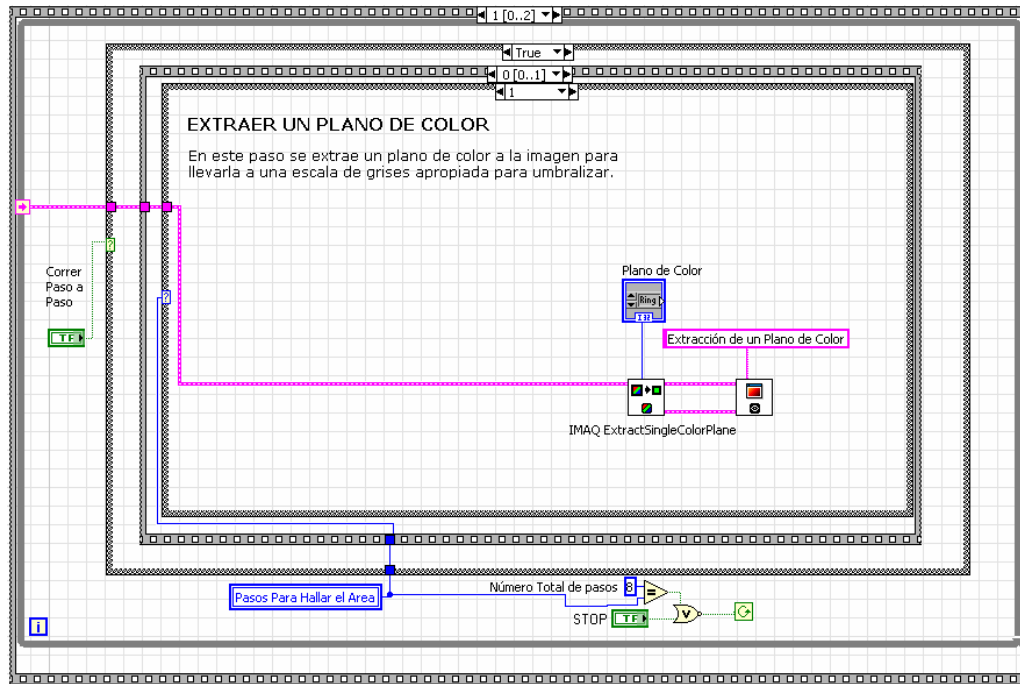 1 [0..2]
True
0 [0..1]
1
EXTRAER UN PLANO DE COLOR
En este paso se extrae un plano de color a la imagen para
llevarla a una escala de grises apropiada para umbralizar.
?
Correr
Paso a
Paso
TF
?
Plano de Color
Ring
I32
Extracción de un Plano de Color
IMAQ ExtractSingleColorPlane
Número Total de pasos 8
=
Pasos Para Hallar el Area
STOP TF
V
i